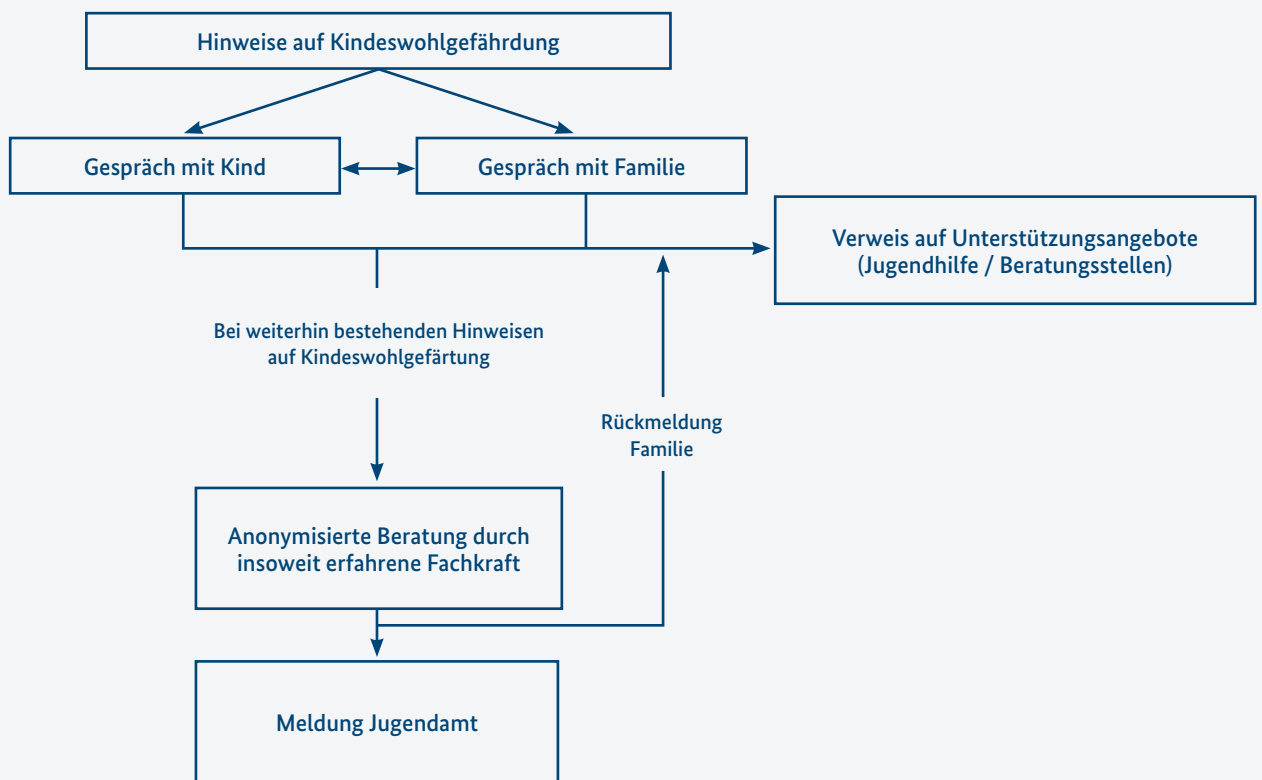 Hinweise auf Kindeswohlgefährdung
Gespräch mit Kind
Gespräch mit Familie
Verweis auf Unterstützungsangebote
(Jugendhilfe / Beratungsstellen)
Bei weiterhin bestehenden Hinweisen
auf Kindeswohlgefärtung
Rückmeldung
Familie
Anonymisierte Beratung durch
insoweit erfahrene Fachkraft
Meldung Jugendamt